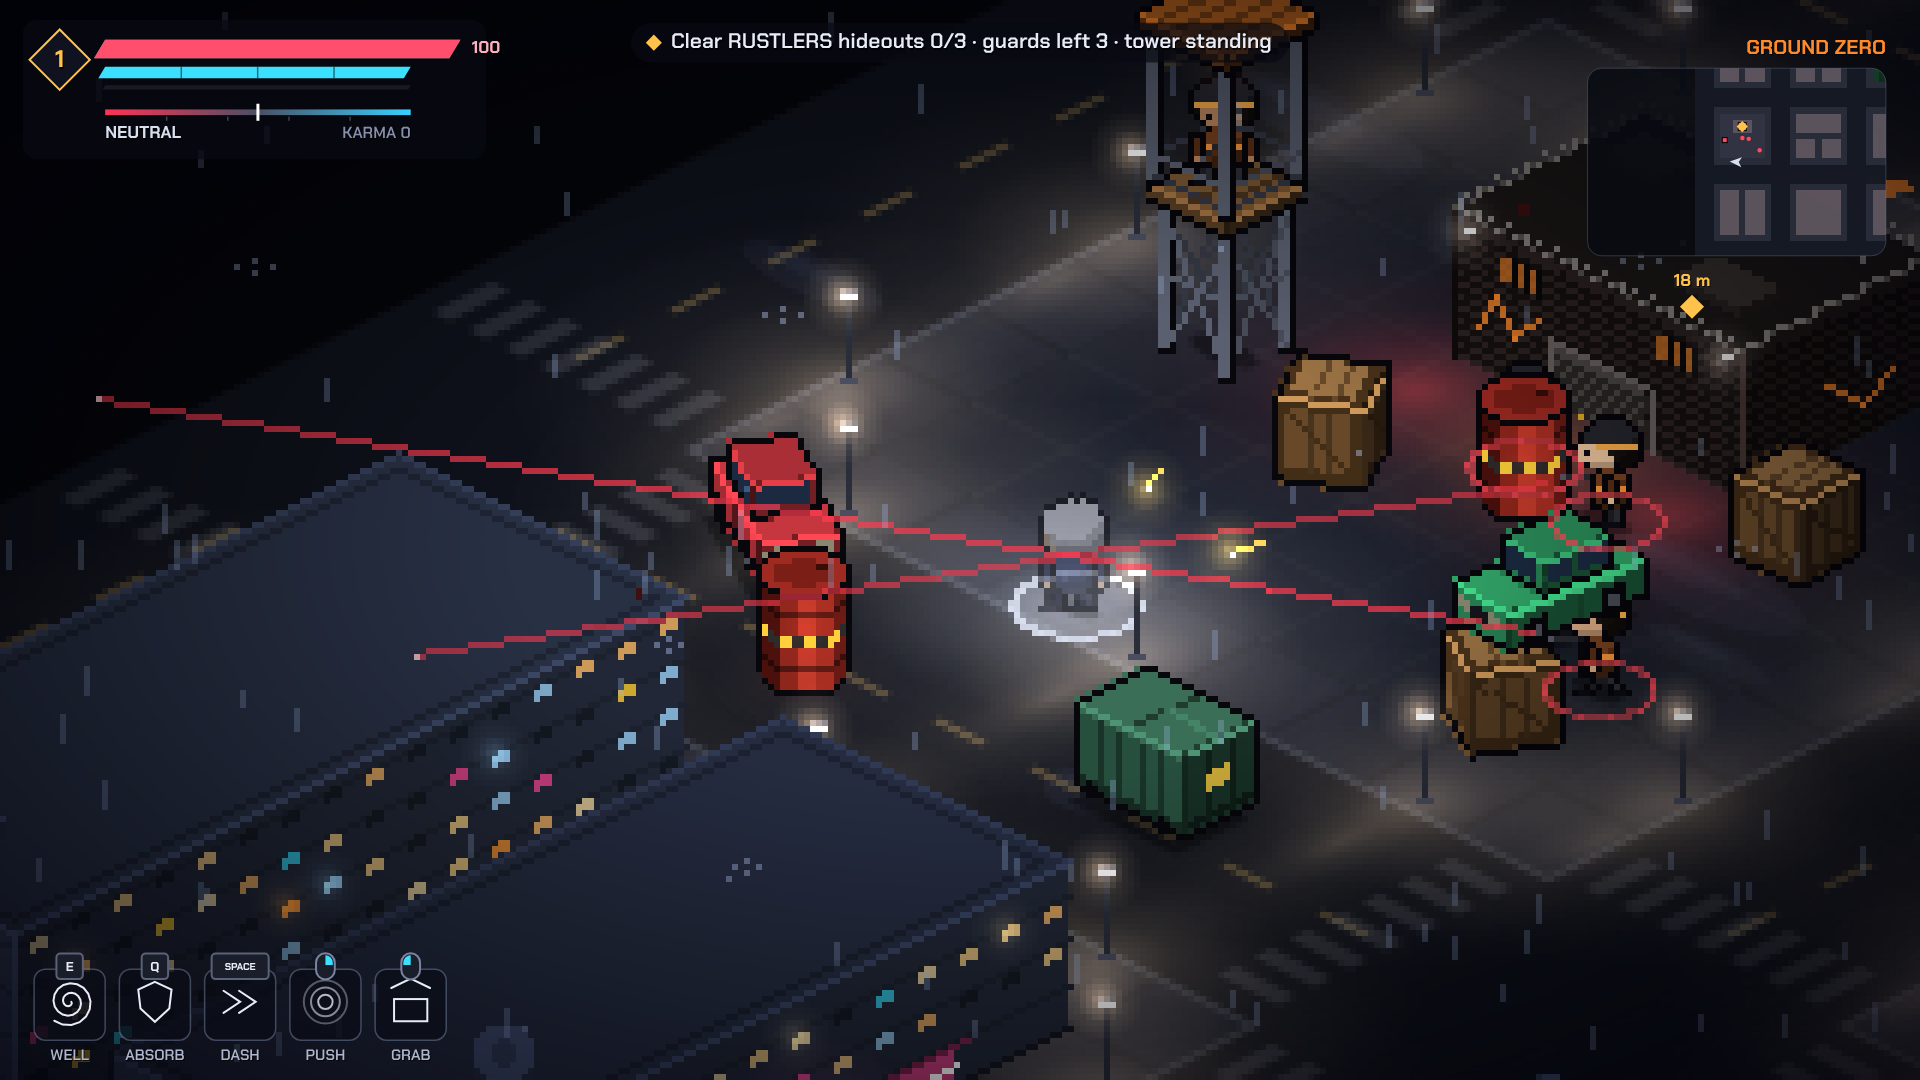 1
100
NEUTRAL
KARMA 0
Clear RUSTLERS hideouts 0/3 · guards left 3 · tower standing
GROUND ZERO
18 m
E
Q
SPACE
WELL
ABSORB
DASH
PUSH
GRAB